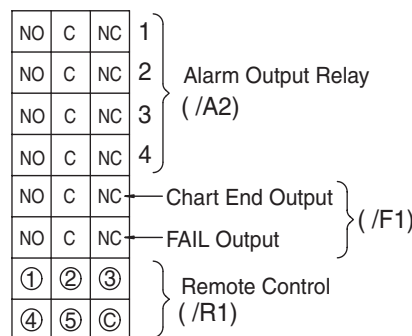 NO C NC 1
NO C NC 2
NO C NC 3
NO C NC 4
Alarm Output Relay
( /A2)
NO C NC Chart End Output
NO C NC FAIL Output
( /F1)
① ② ③
④ ⑤ Ⓒ
Remote Control
( /R1)